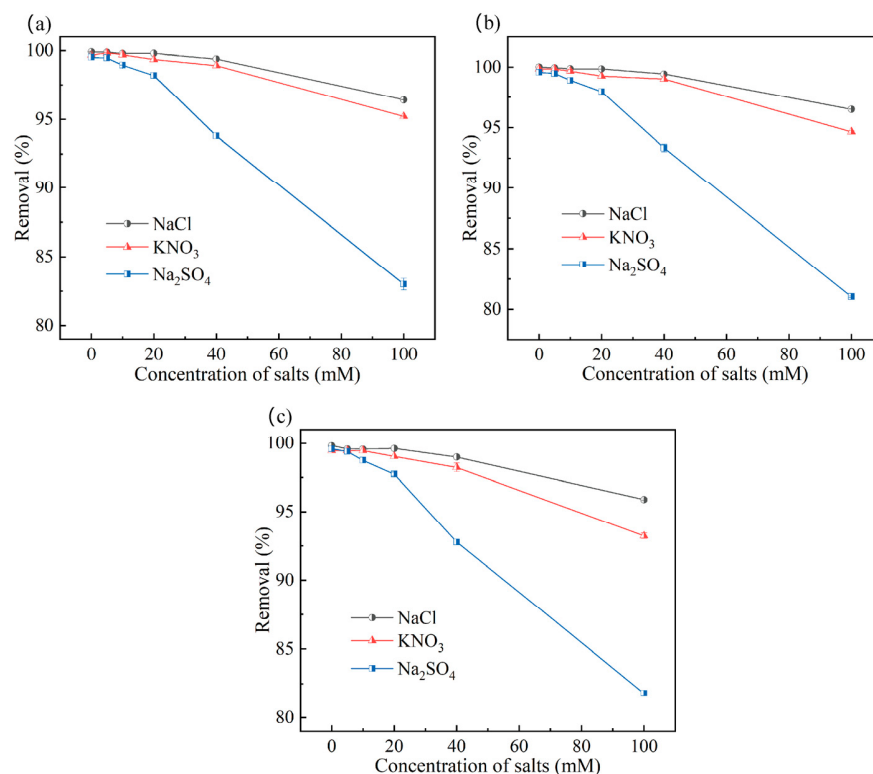 (a)
100
95
90
85
80
Removal (%)
NaCl
KNO₃
Na₂SO₄
0 20 40 60 80 100
Concentration of salts (mM)
(b)
100
95
90
85
80
Removal (%)
NaCl
KNO₃
Na₂SO₄
0 20 40 60 80 100
Concentration of salts (mM)
(c)
100
95
90
85
80
Removal (%)
NaCl
KNO₃
Na₂SO₄
0 20 40 60 80 100
Concentration of salts (mM)